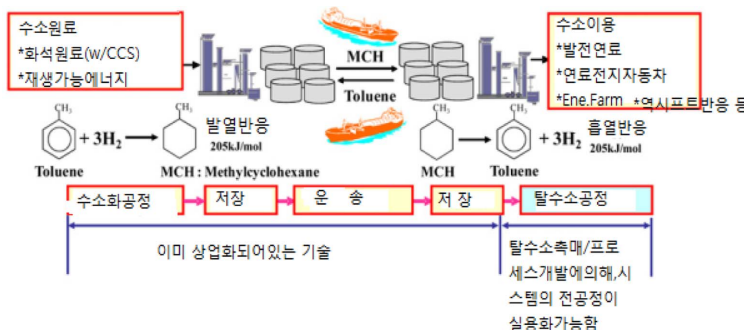 수소원료
*화석원료(w/CCS)
*재생가능에너지
MCH
Toluene
수소이용
*발전연료
*연료전지자동차
*Ene.Farm *역시프트반응 등
CH₃
+ 3H₂
Toluene
CH₃
발열반응
205kJ/mol
MCH : Methylcyclohexane
CH₃
MCH
CH₃
+ 3H₂
Toluene
흡열반응
205kJ/mol
수소화공정
저장
운 송
저 장
탈수소공정
이미 상업화되어있는 기술
탈수소촉매/프로
세스개발에의해,시
스템의 전공정이
실용화가능함